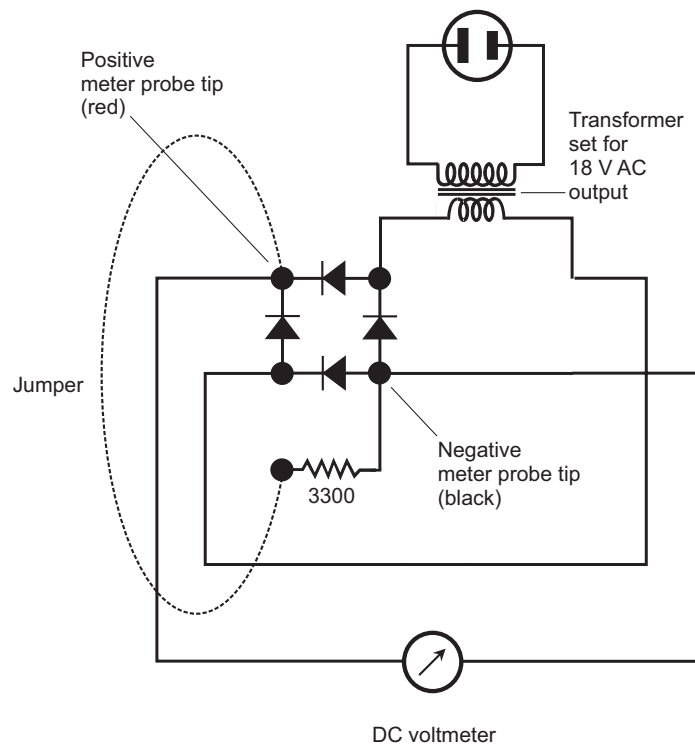 Positive
meter probe tip
(red)
Transformer
set for
18 V AC
output
Jumper
Negative
meter probe tip
(black)
3300
DC voltmeter